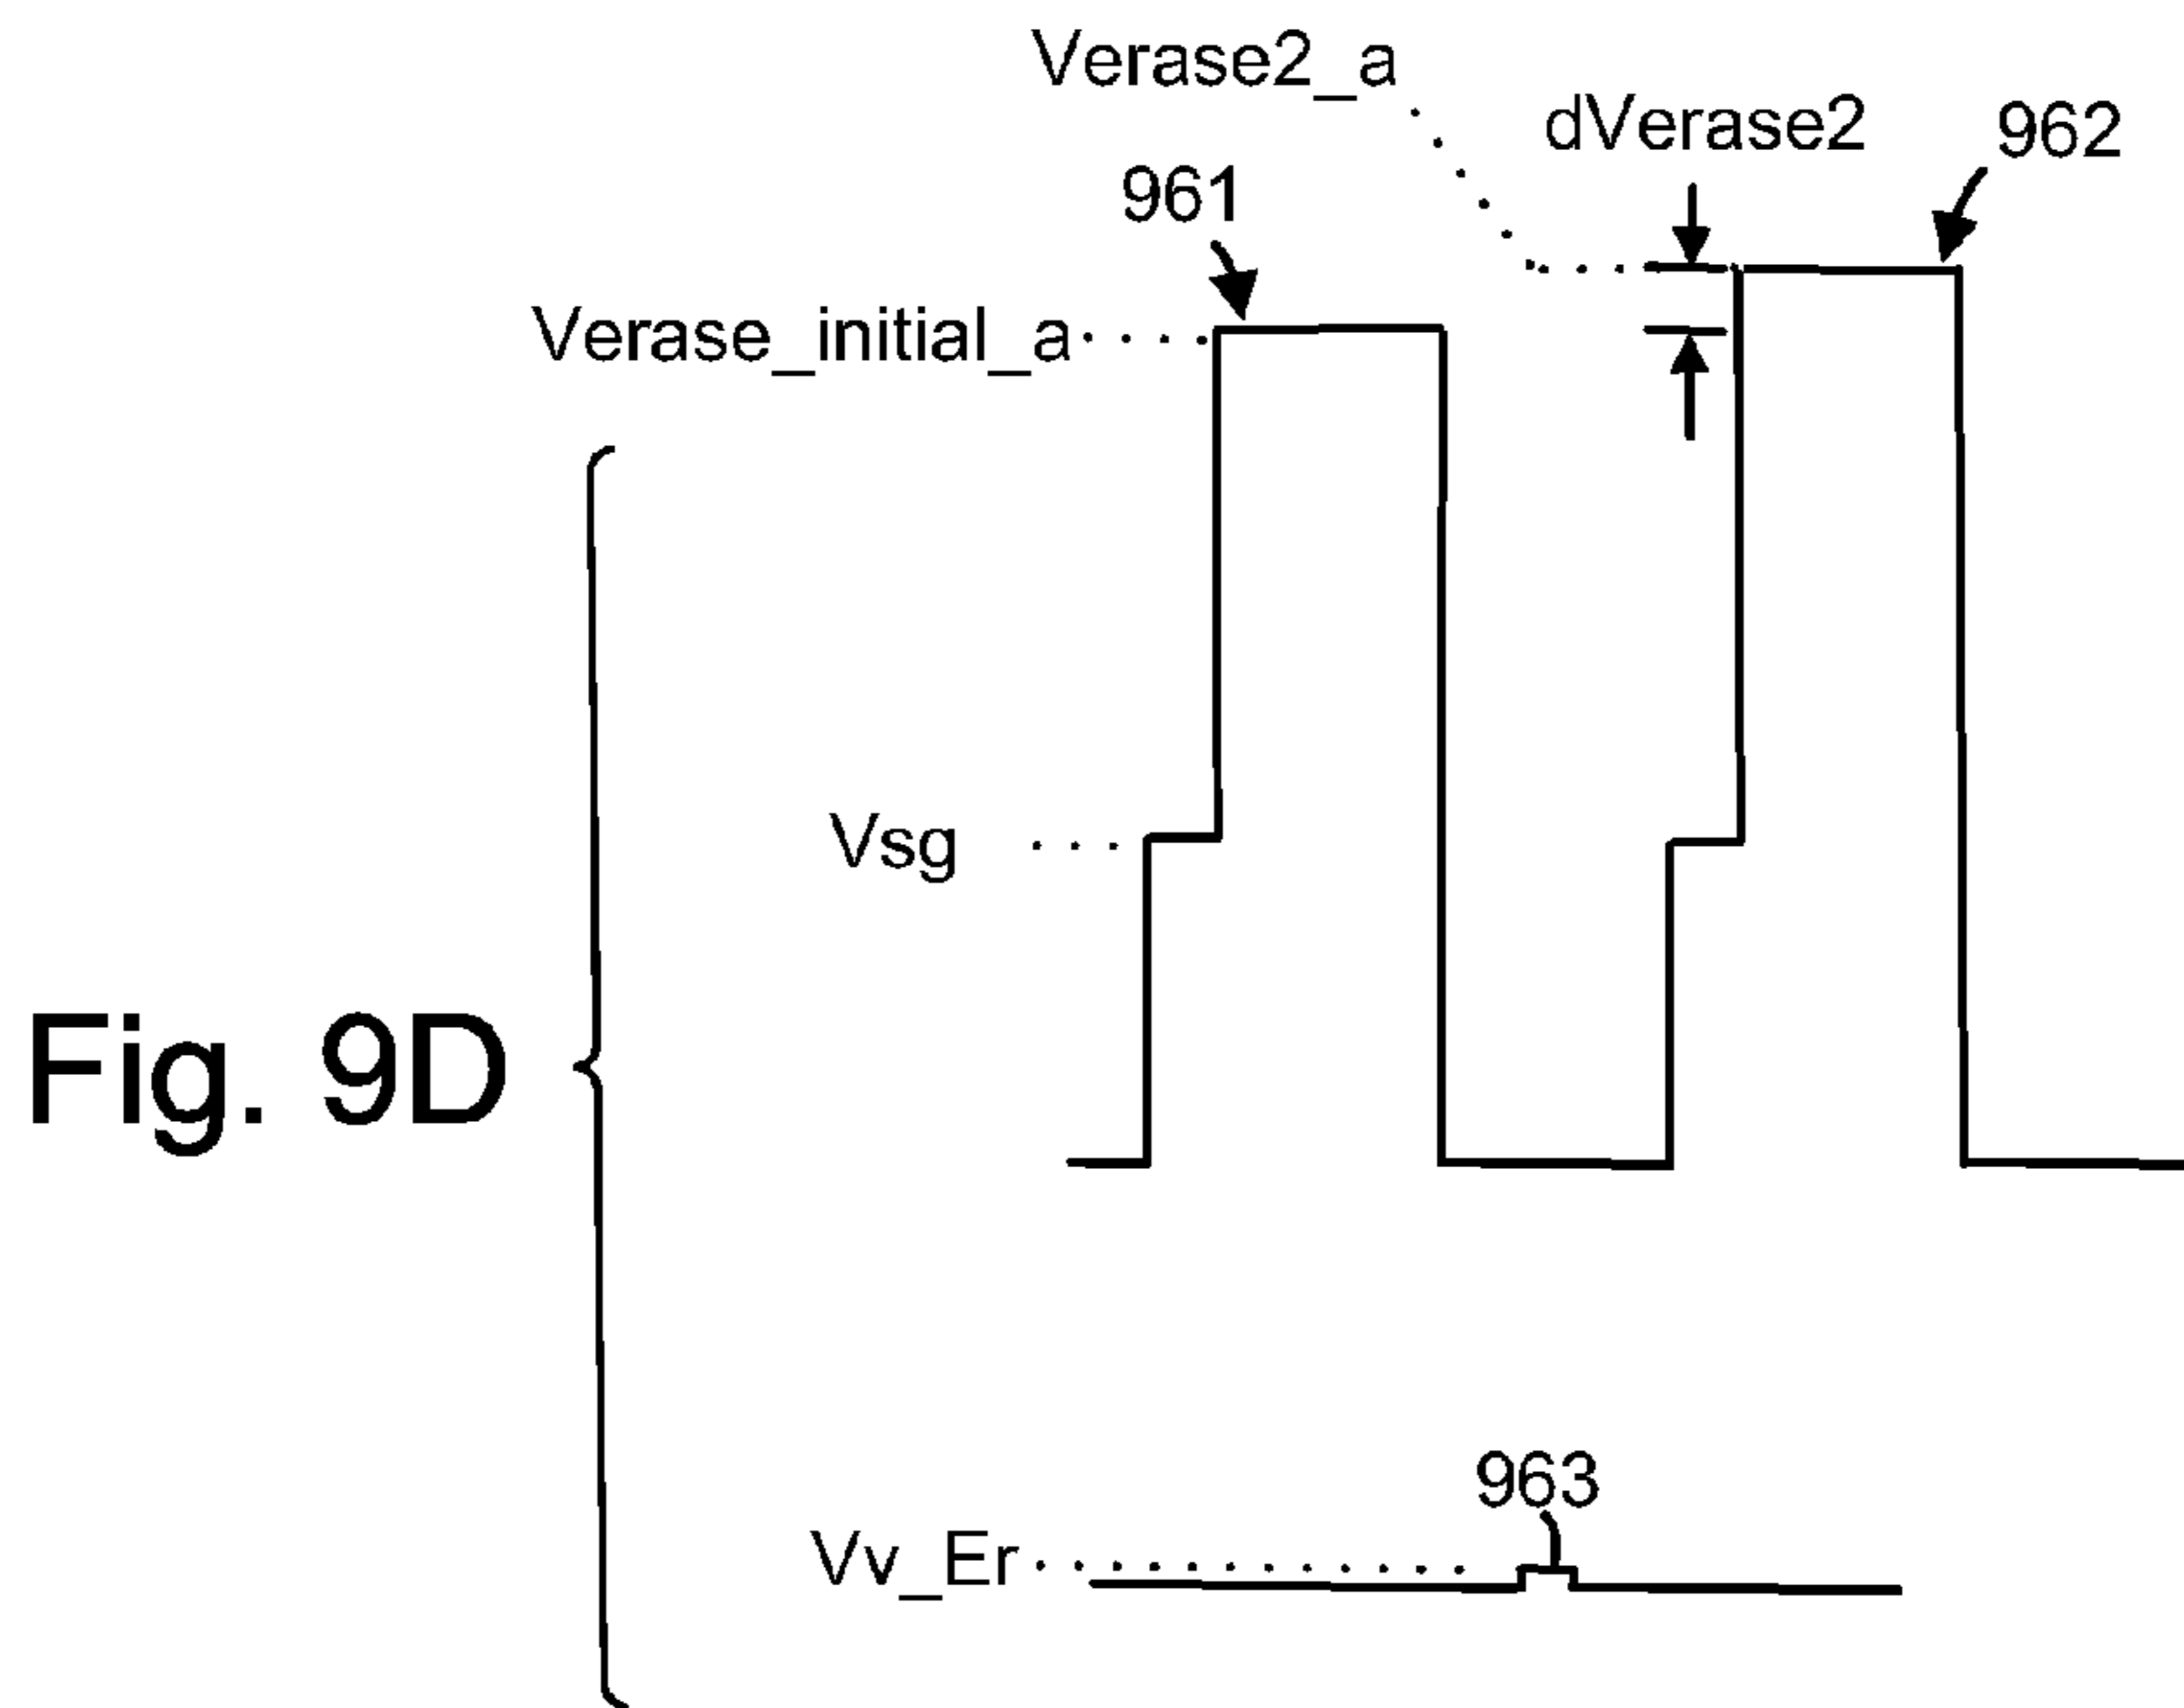 Verase2_a
dVerase2
962
961
Verase_initial_a
Vsg
Fig. 9D
963
Vv_Er